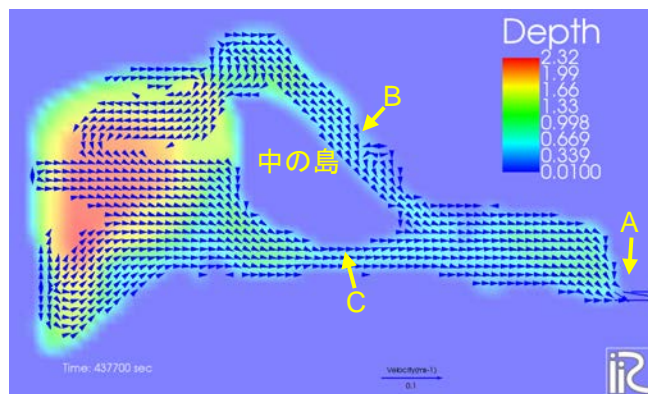 Depth
2.32
1.99
1.66
1.33
0.998
0.669
0.339
0.0100
B
中の島
A
C
Time: 437700 sec
Velocity(ms-1)
0.1
iRIC